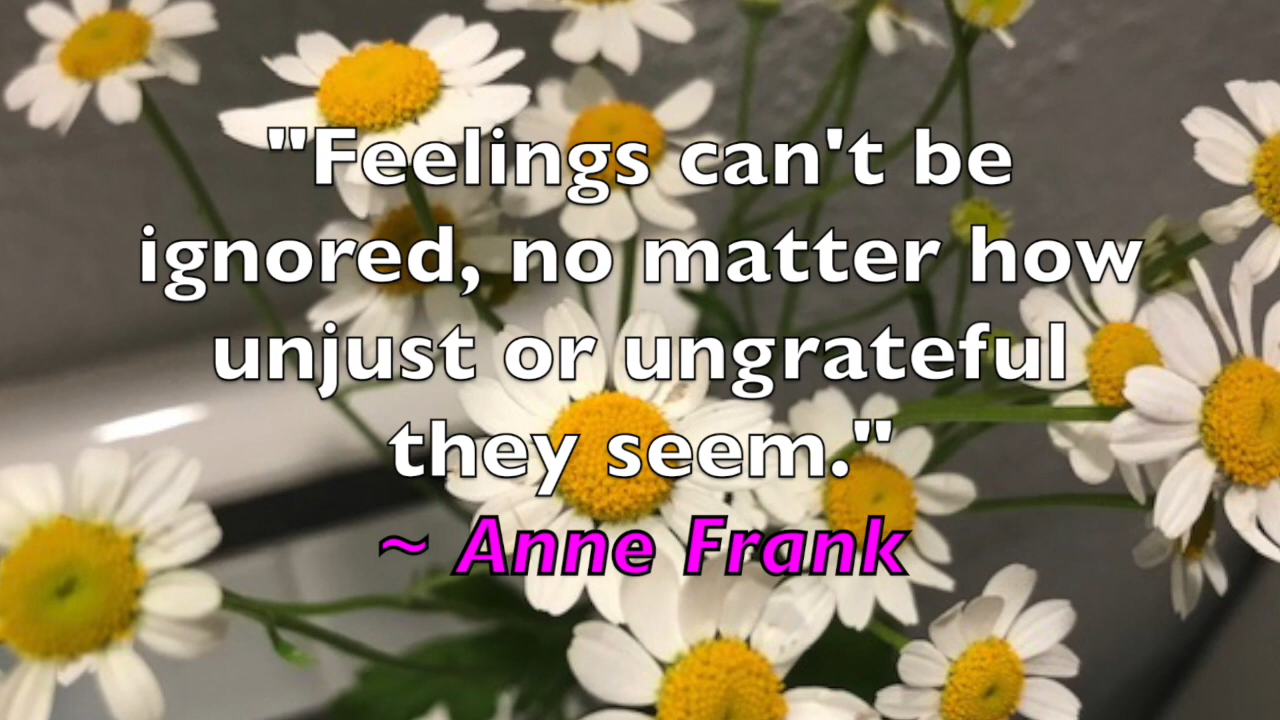 "Feelings can't be
ignored, no matter how
unjust or ungrateful
they seem."
~ Anne Frank